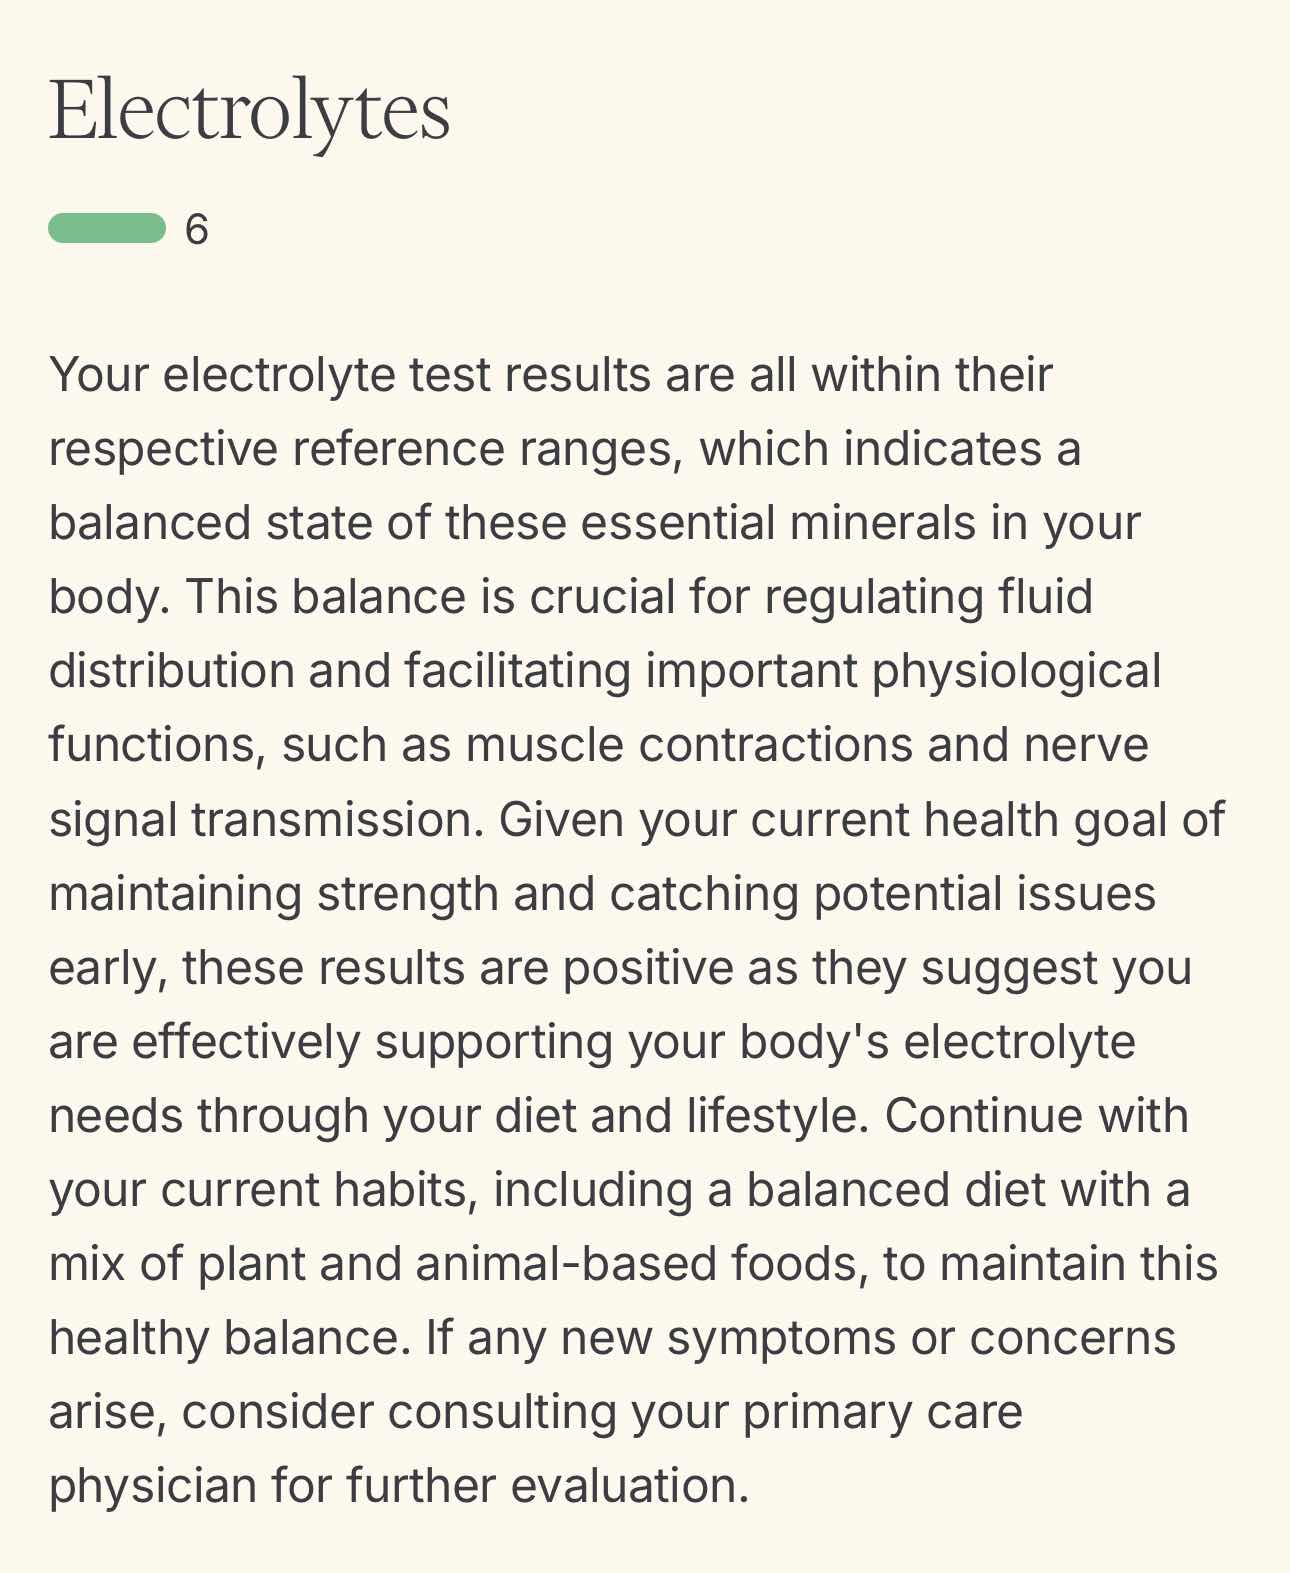 Electrolytes
6
Your electrolyte test results are all within their
respective reference ranges, which indicates a
balanced state of these essential minerals in your
body. This balance is crucial for regulating fluid
distribution and facilitating important physiological
functions, such as muscle contractions and nerve
signal transmission. Given your current health goal of
maintaining strength and catching potential issues
early, these results are positive as they suggest you
are effectively supporting your body's electrolyte
needs through your diet and lifestyle. Continue with
your current habits, including a balanced diet with a
mix of plant and animal-based foods, to maintain this
healthy balance. If any new symptoms or concerns
arise, consider consulting your primary care
physician for further evaluation.